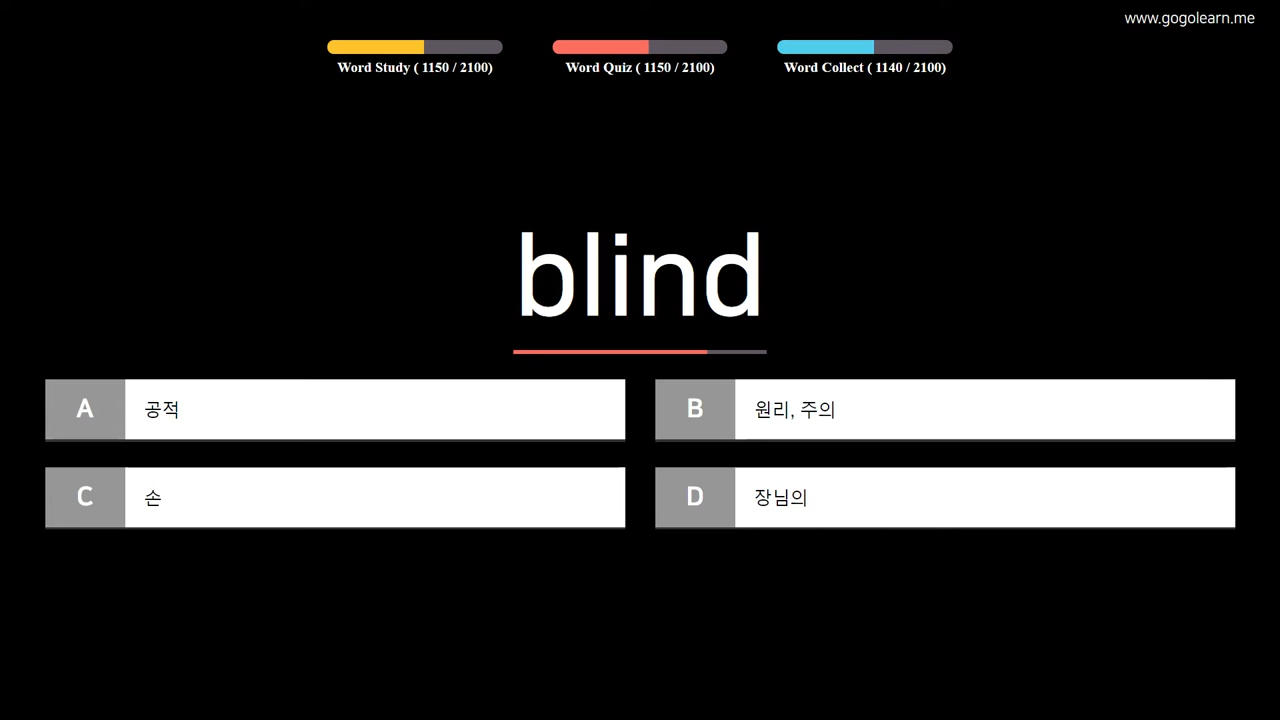 www.gogolearn.me
Word Study ( 1150 / 2100)
Word Quiz ( 1150 / 2100)
Word Collect ( 1140 / 2100)
blind
A 공적
B 원리, 주의
C 손
D 장님의